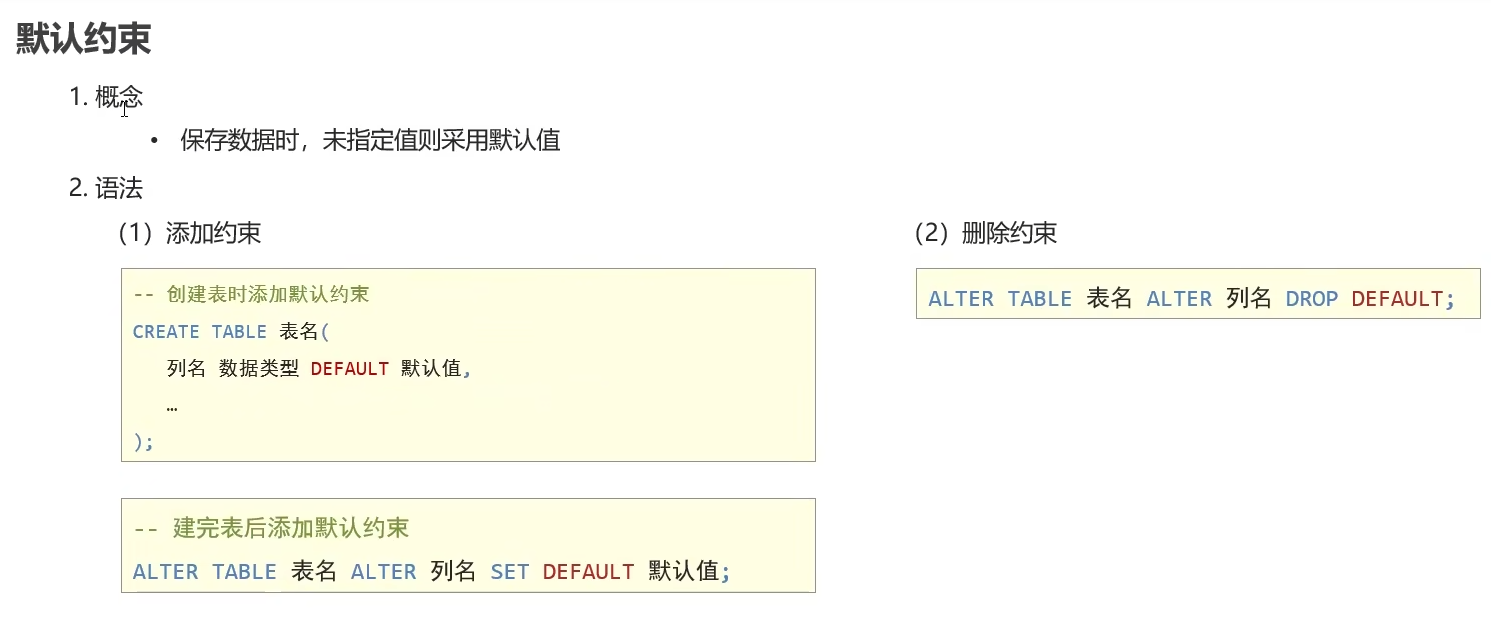 默认约束
1. 概念
• 保存数据时，未指定值则采用默认值
2. 语法
（1）添加约束
-- 创建表时添加默认约束
CREATE TABLE 表名(
列名 数据类型 DEFAULT 默认值,
…
);
-- 建完表后添加默认约束
ALTER TABLE 表名 ALTER 列名 SET DEFAULT 默认值;
（2）删除约束
ALTER TABLE 表名 ALTER 列名 DROP DEFAULT;